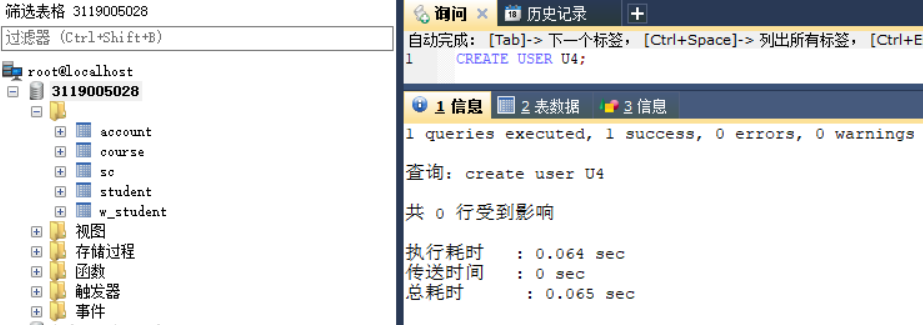 筛选表格 3119005028
过滤器 (Ctrl+Shift+B)
root@localhost
3119005028
account
course
sc
student
w_student
视图
存储过程
函数
触发器
事件
询问
历史记录
自动完成: [Tab]-> 下一个标签, [Ctrl+Space]-> 列出所有标签, [Ctrl+E
1 CREATE USER U4;
1 信息 2 表数据 3 信息
1 queries executed, 1 success, 0 errors, 0 warnings
查询: create user U4
共 0 行受到影响
执行耗时 : 0.064 sec
传送时间 : 0 sec
总耗时 : 0.065 sec